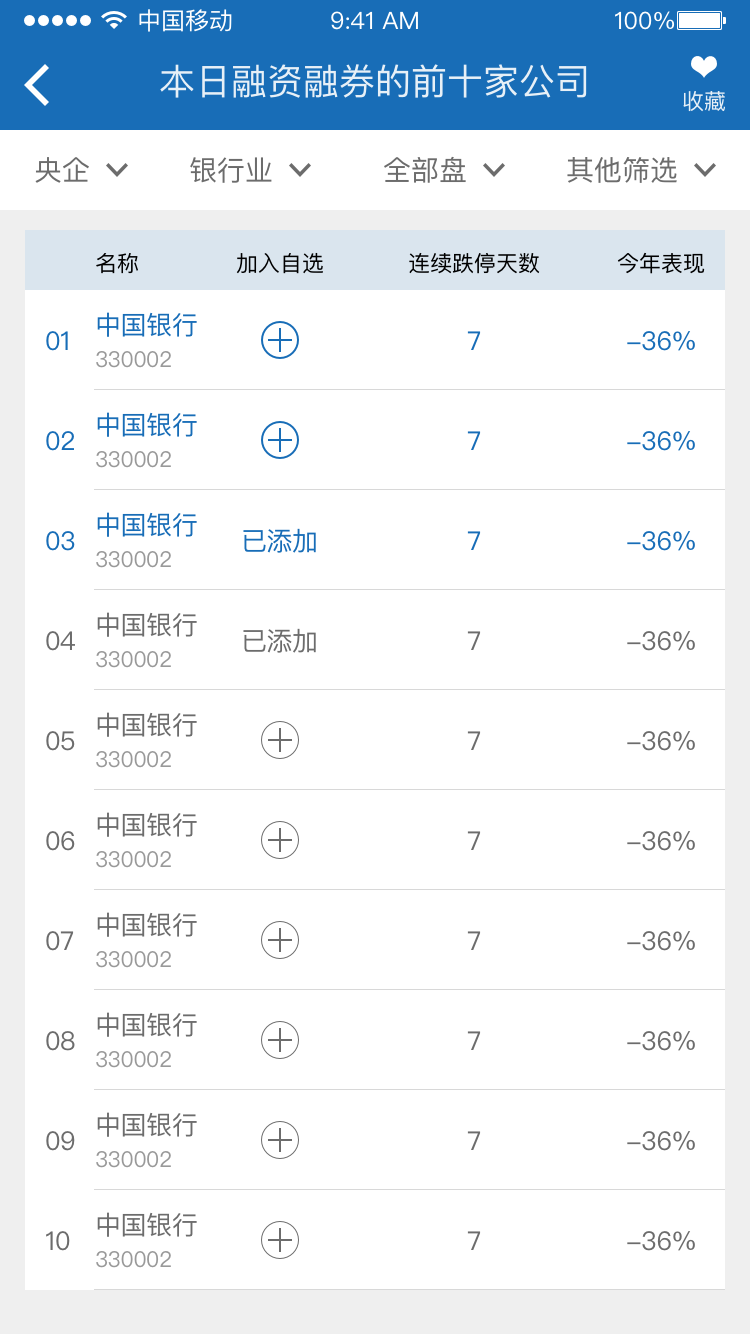 中国移动 9:41 AM 100%
本日融资融券的前十家公司
收藏
央企 银行业 全部盘 其他筛选
名称 加入自选 连续跌停天数 今年表现
01 中国银行 7 –36%
330002
02 中国银行 7 –36%
330002
03 中国银行 已添加 7 –36%
330002
04 中国银行 已添加 7 –36%
330002
05 中国银行 7 –36%
330002
06 中国银行 7 –36%
330002
07 中国银行 7 –36%
330002
08 中国银行 7 –36%
330002
09 中国银行 7 –36%
330002
10 中国银行 7 –36%
330002